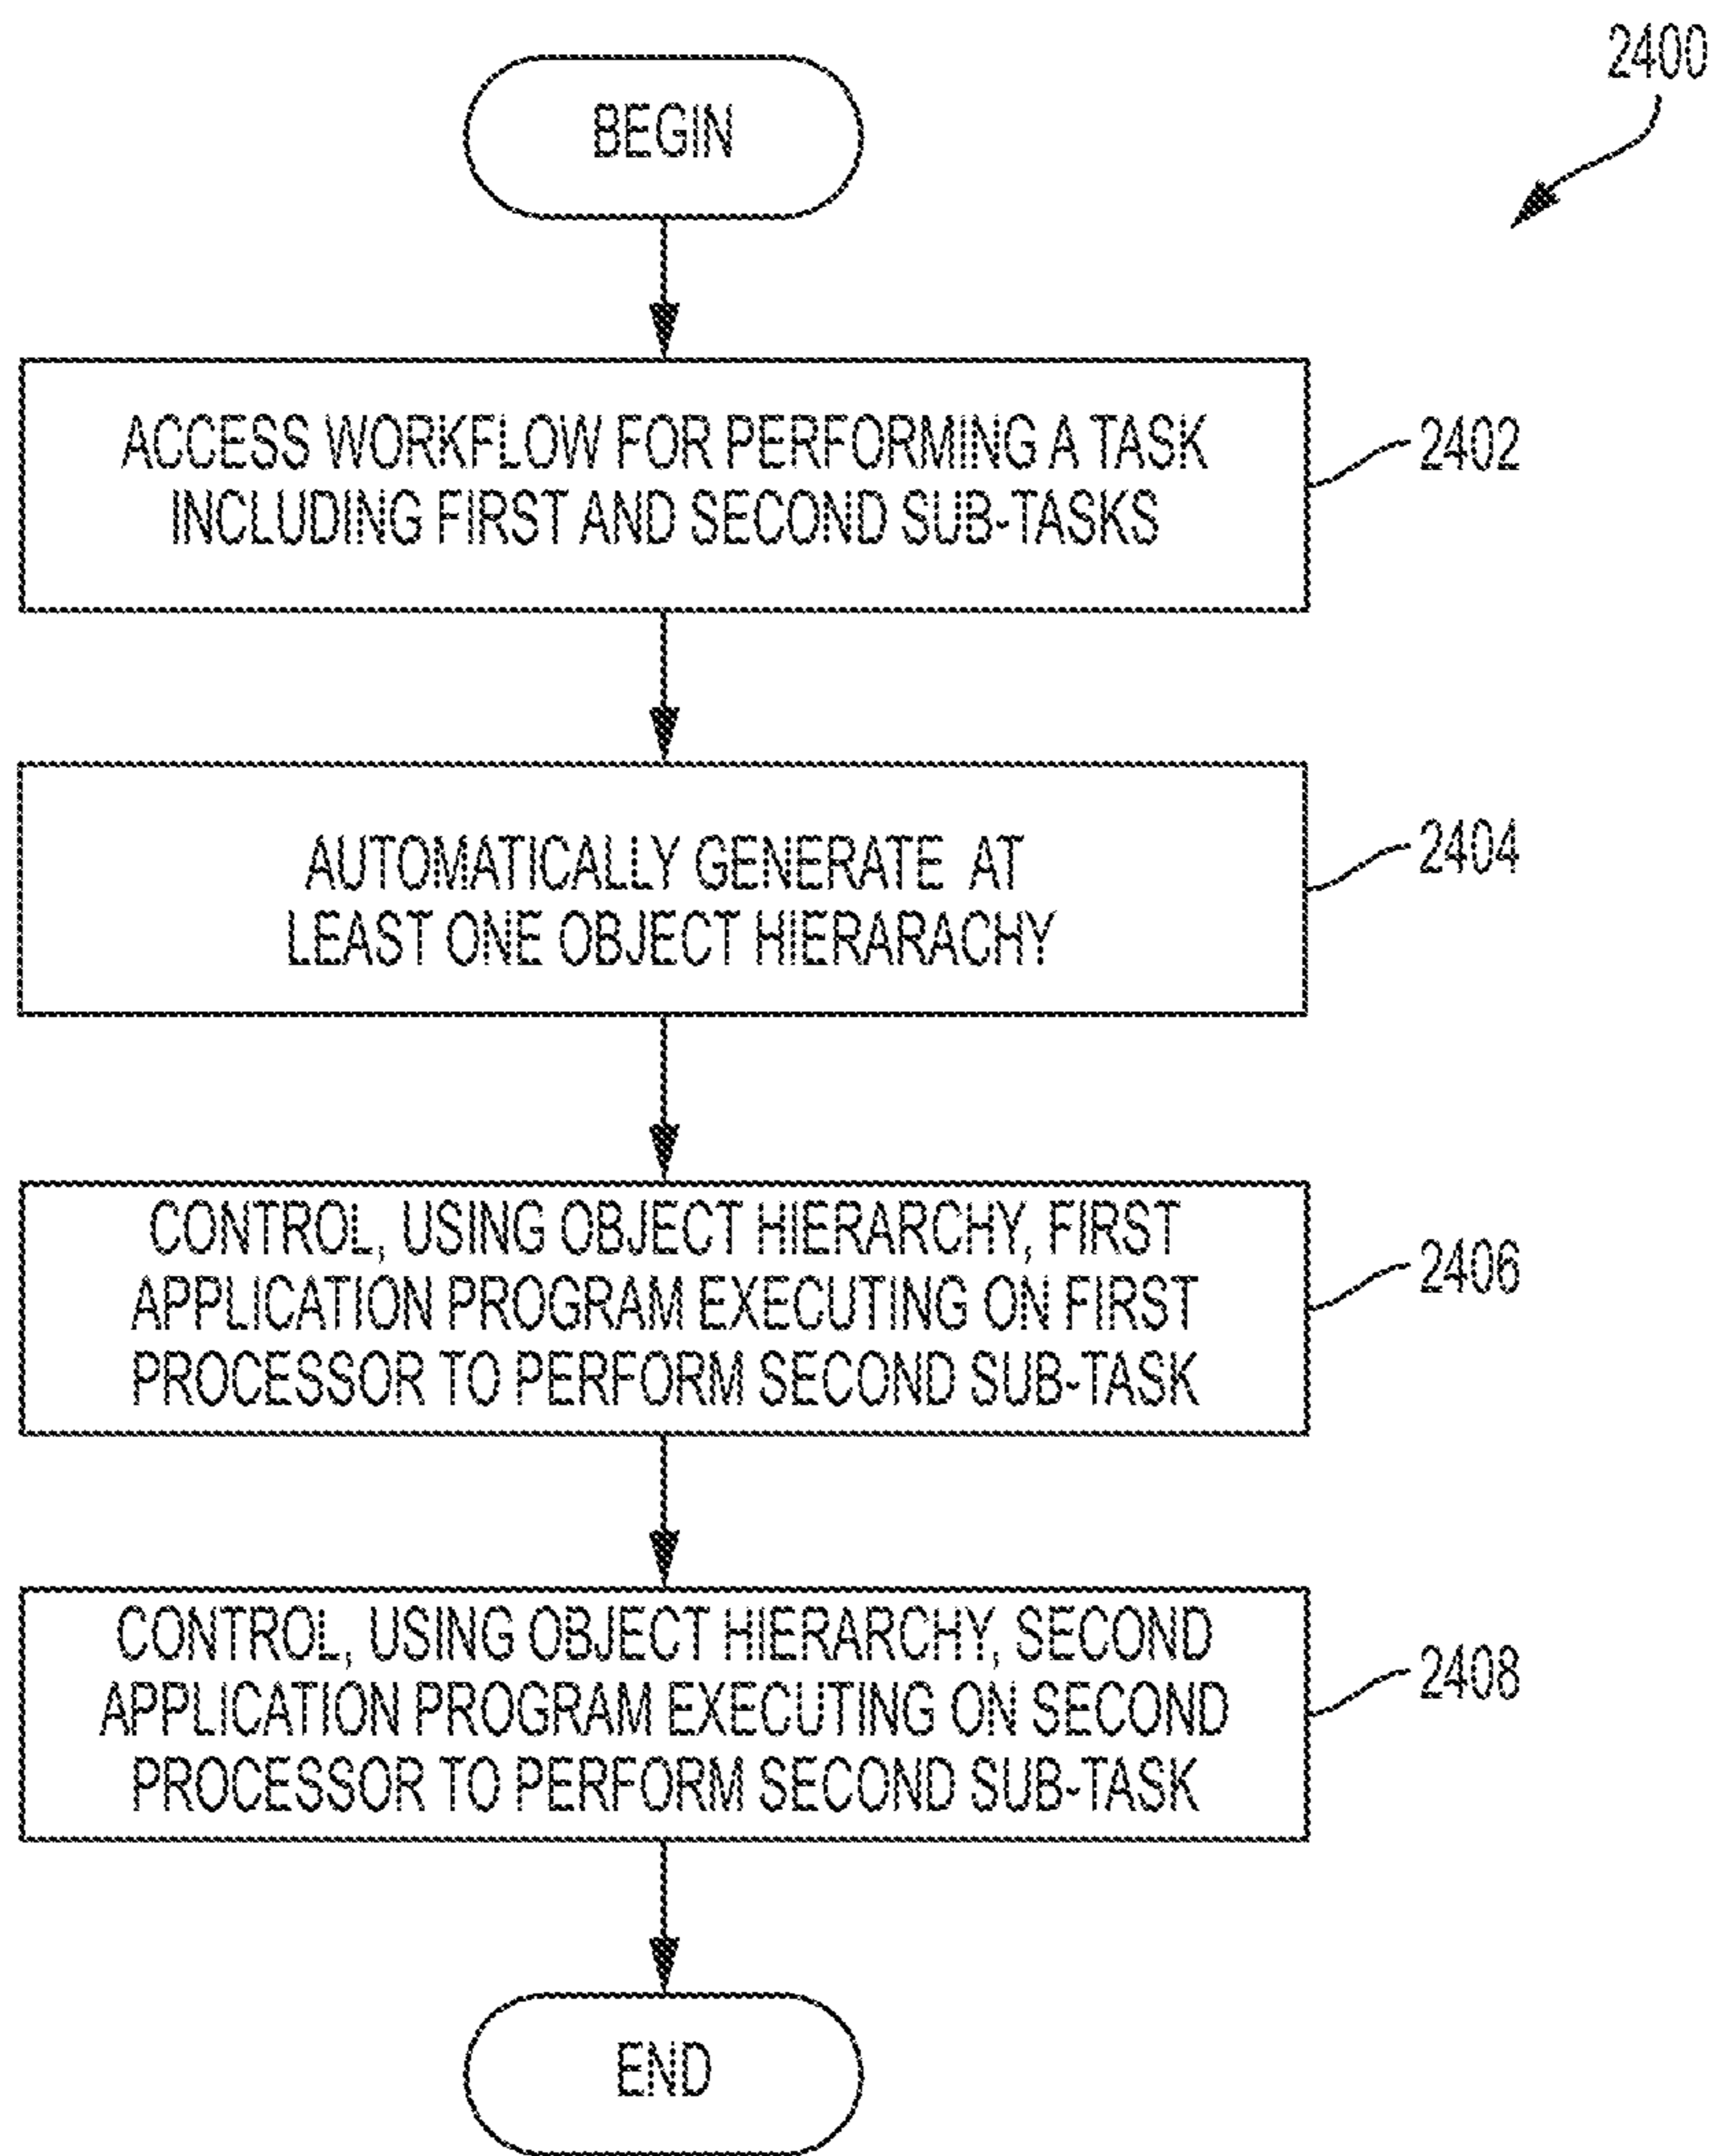 2400
BEGIN
ACCESS WORKFLOW FOR PERFORMING A TASK
INCLUDING FIRST AND SECOND SUB-TASKS
2402
AUTOMATICALLY GENERATE AT
LEAST ONE OBJECT HIERARACHY
2404
CONTROL, USING OBJECT HIERARCHY, FIRST
APPLICATION PROGRAM EXECUTING ON FIRST
PROCESSOR TO PERFORM SECOND SUB-TASK
2406
CONTROL, USING OBJECT HIERARCHY, SECOND
APPLICATION PROGRAM EXECUTING ON SECOND
PROCESSOR TO PERFORM SECOND SUB-TASK
2408
END